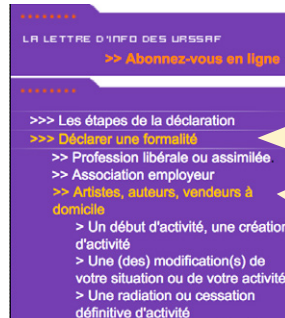 LA LETTRE D'INFO DES URSSAF
>> Abonnez-vous en ligne
>>> Les étapes de la déclaration
>>> Déclarer une formalité
>> Profession libérale ou assimilée.
>> Association employeur
>> Artistes, auteurs, vendeurs à
domicile
> Un début d'activité, une création
d'activité
> Une (des) modification(s) de
votre situation ou de votre activité
> Une radiation ou cessation
définitive d'activité